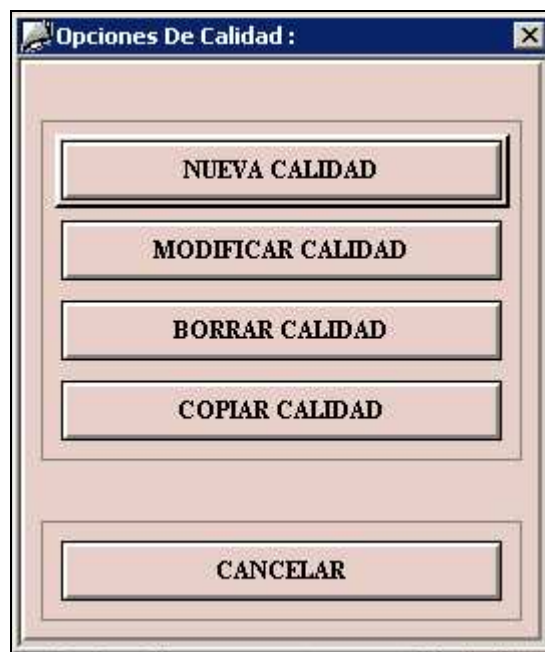 Opciones De Calidad :
NUEVA CALIDAD
MODIFICAR CALIDAD
BORRAR CALIDAD
COPIAR CALIDAD
CANCELAR